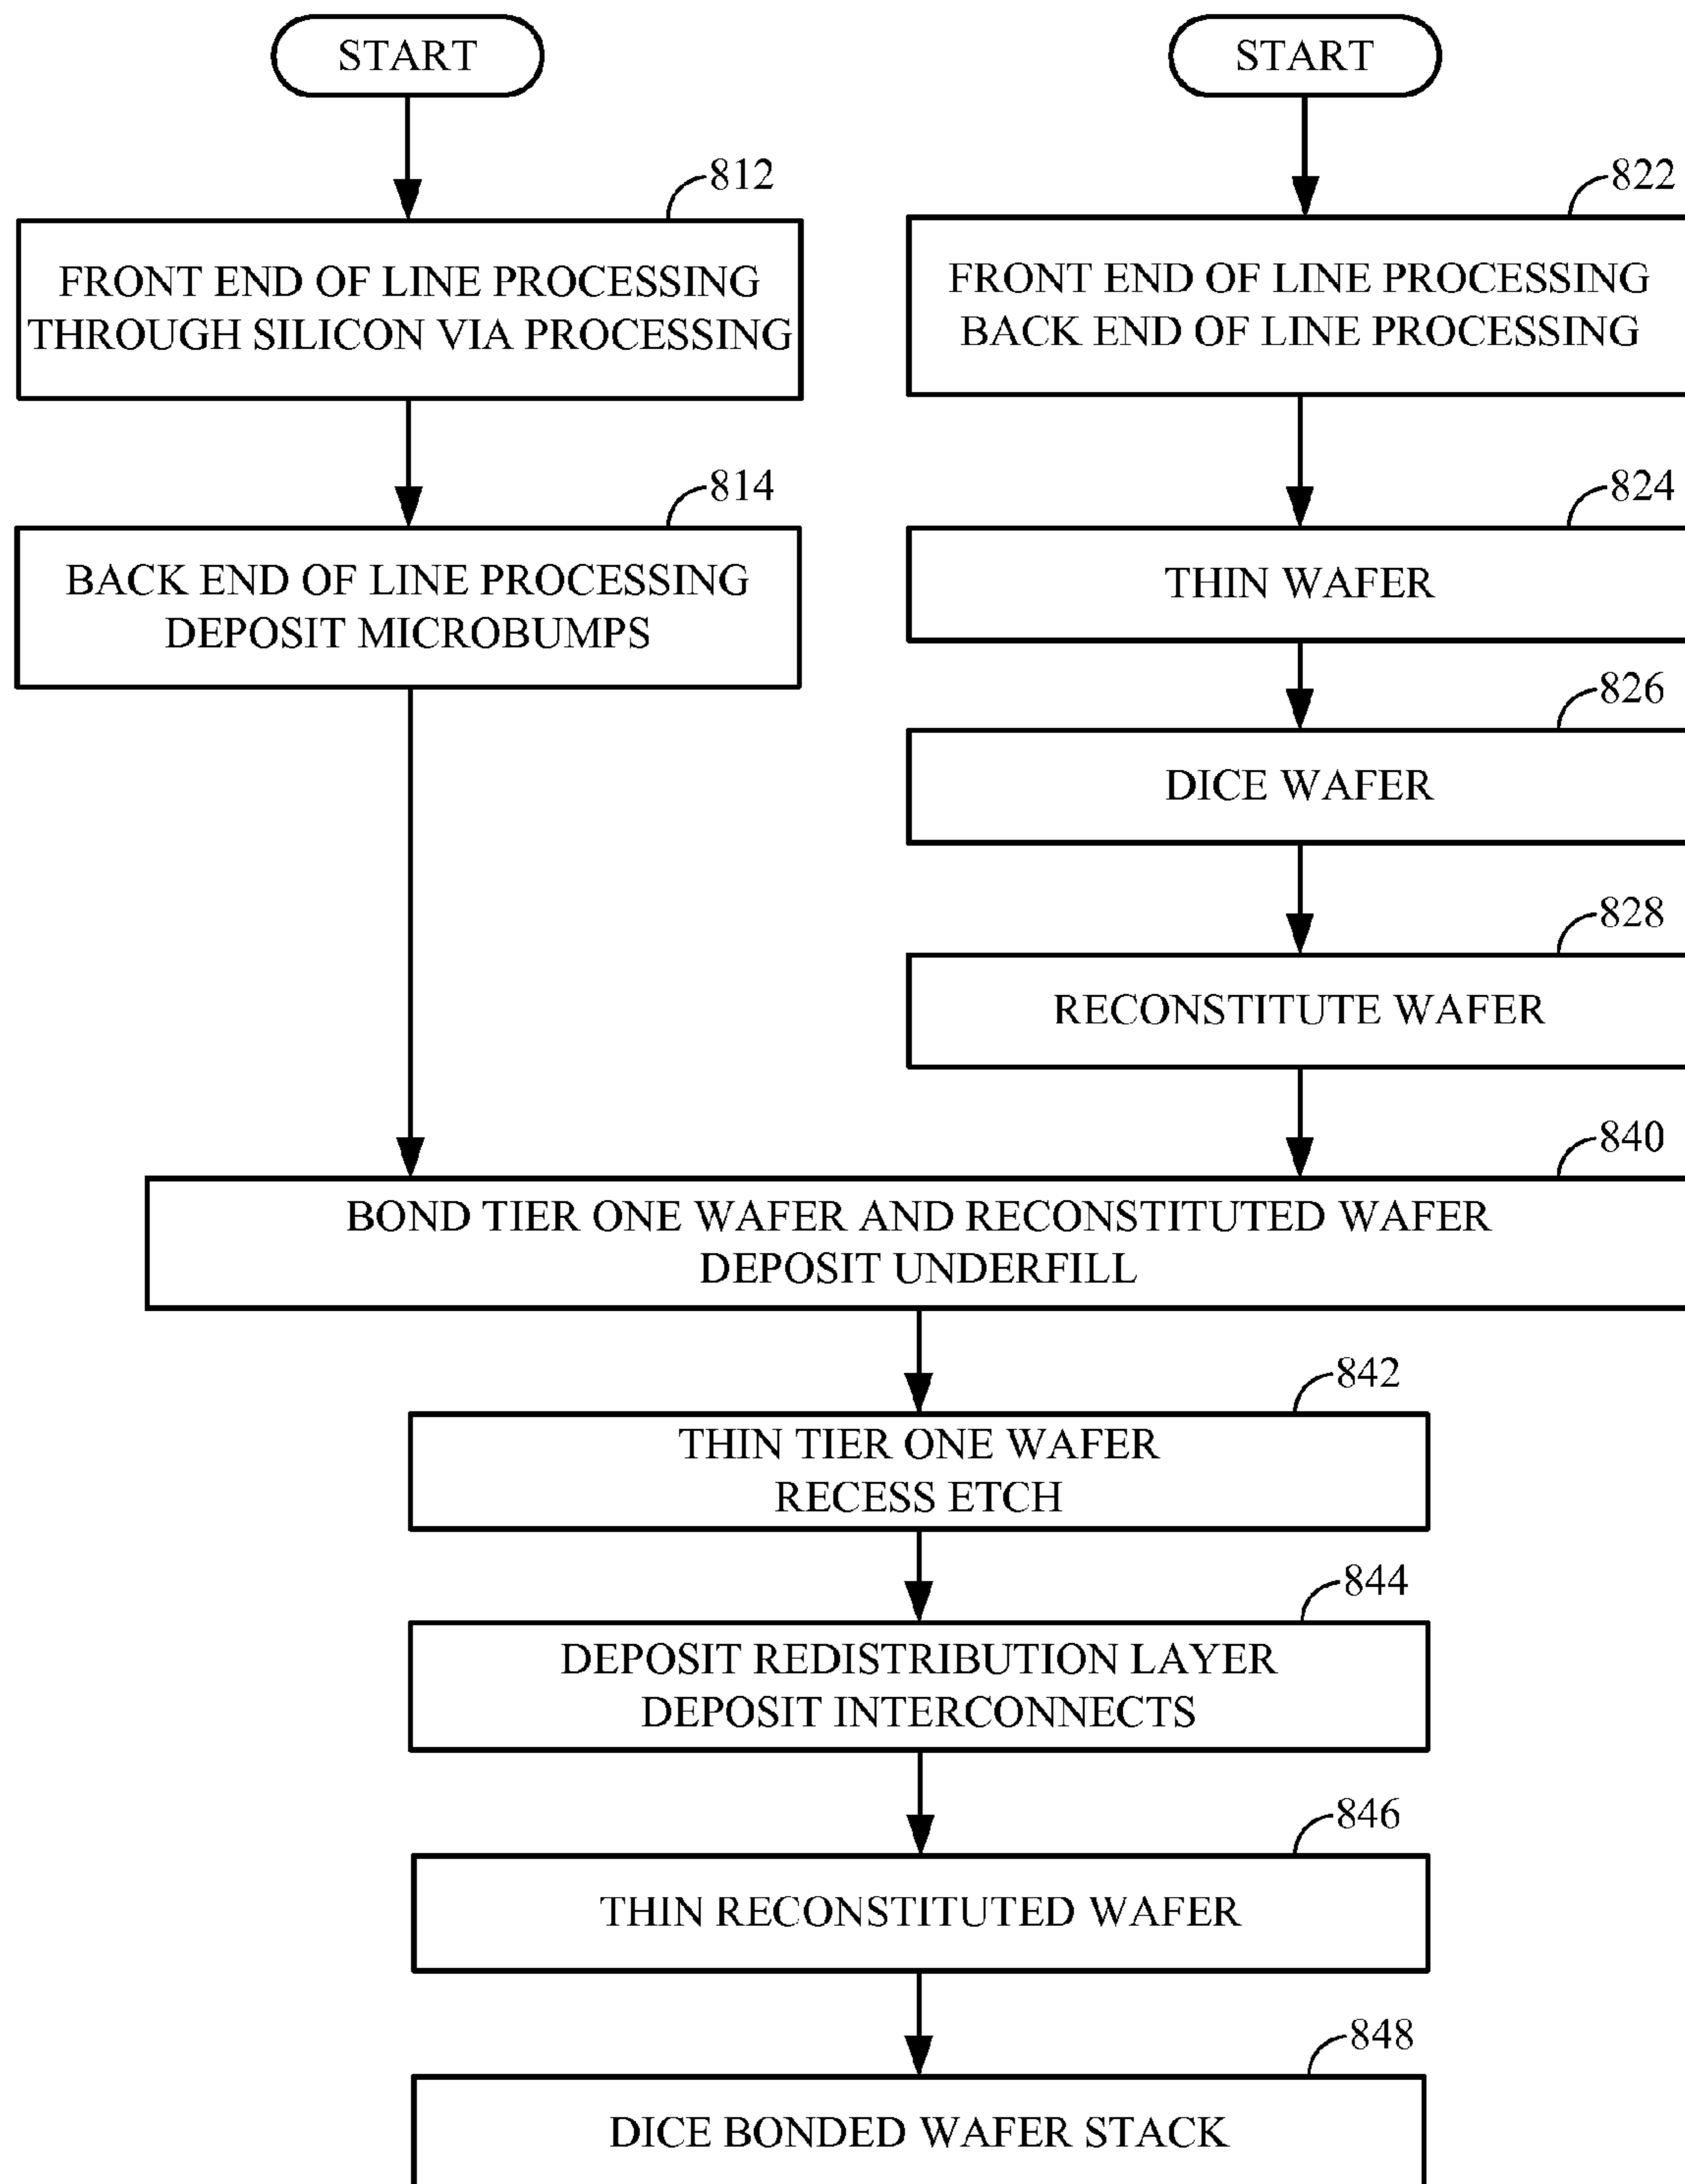 START
812
FRONT END OF LINE PROCESSING
THROUGH SILICON VIA PROCESSING
814
BACK END OF LINE PROCESSING
DEPOSIT MICROBUMPS
START
822
FRONT END OF LINE PROCESSING
BACK END OF LINE PROCESSING
824
THIN WAFER
826
DICE WAFER
828
RECONSTITUTE WAFER
840
BOND TIER ONE WAFER AND RECONSTITUTED WAFER
DEPOSIT UNDERFILL
842
THIN TIER ONE WAFER
RECESS ETCH
844
DEPOSIT REDISTRIBUTION LAYER
DEPOSIT INTERCONNECTS
846
THIN RECONSTITUTED WAFER
848
DICE BONDED WAFER STACK